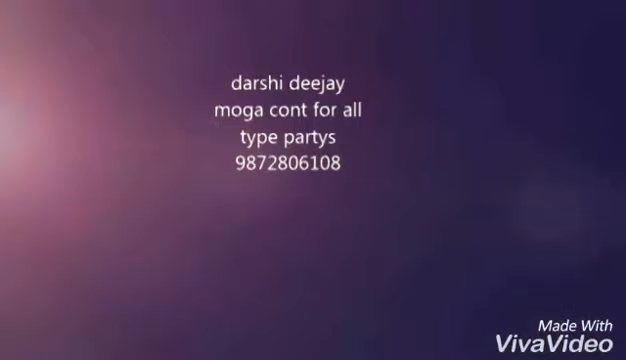 darshi deejay
moga cont for all
type partys
9872806108
Made With
VivaVideo